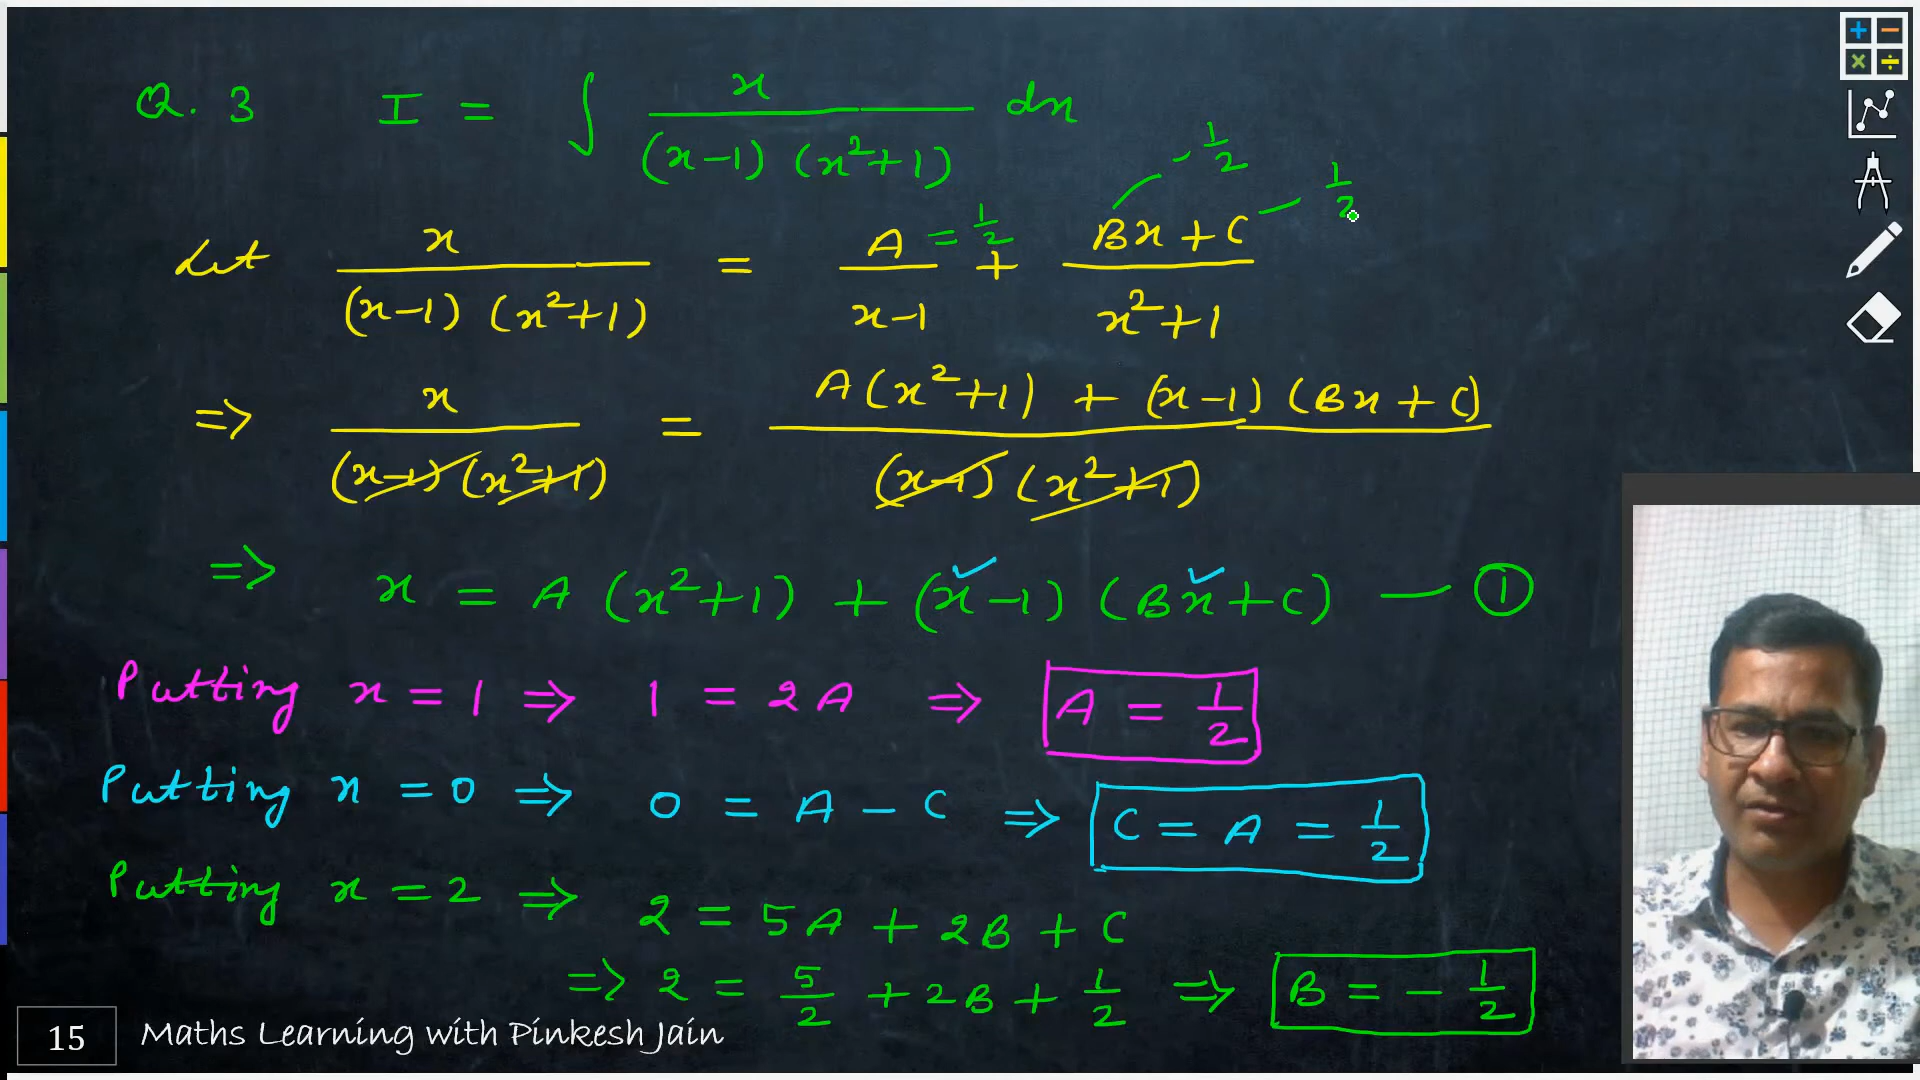 Q. 3 I = ∫ x / (x-1) (x²+1) dx
Let x / (x-1) (x²+1) = A / x-1 + Bx+C / x²+1
= 1/2
- 1/2
1/2
=> x / (x-1) (x²+1) = A(x²+1) + (x-1) (Bx+C) / (x-1) (x²+1)
=> x = A (x²+1) + (x-1) (Bx+C) — ①
Putting x = 1 => 1 = 2A => A = 1/2
Putting x = 0 => 0 = A - C => C = A = 1/2
Putting x = 2 => 2 = 5A + 2B + C
=> 2 = 5/2 + 2B + 1/2 => B = - 1/2
15 Maths Learning with Pinkesh Jain